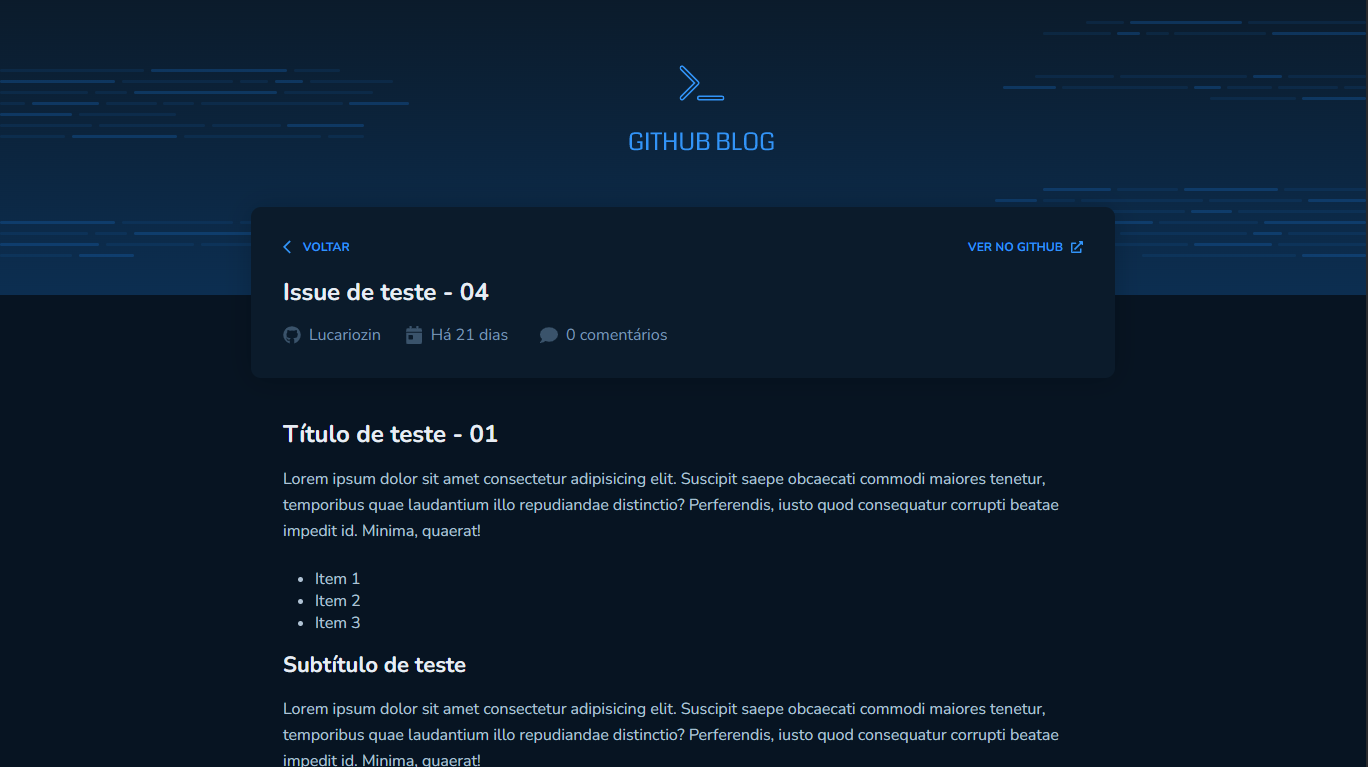 GITHUB BLOG
VOLTAR
VER NO GITHUB
Issue de teste - 04
Lucariozin
Há 21 dias
0 comentários
Título de teste - 01
Lorem ipsum dolor sit amet consectetur adipisicing elit. Suscipit saepe obcaecati commodi maiores tenetur,
temporibus quae laudantium illo repudiandae distinctio? Perferendis, iusto quod consequatur corrupti beatae
impedit id. Minima, quaerat!
• Item 1
• Item 2
• Item 3
Subtítulo de teste
Lorem ipsum dolor sit amet consectetur adipisicing elit. Suscipit saepe obcaecati commodi maiores tenetur,
temporibus quae laudantium illo repudiandae distinctio? Perferendis, iusto quod consequatur corrupti beatae
impedit id. Minima, quaerat!